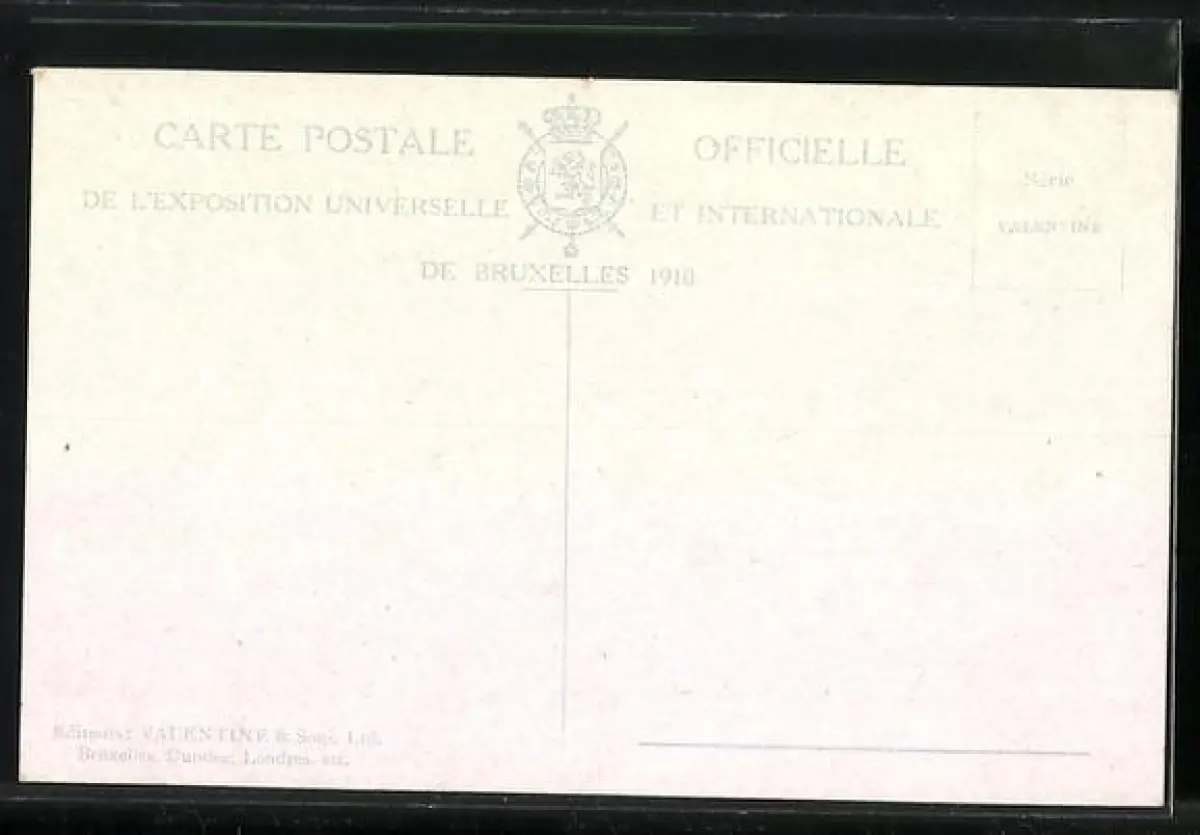 CARTE POSTALE OFFICIELLE
DE L'EXPOSITION UNIVERSELLE ET INTERNATIONALE
DE BRUXELLES 1910
Série
VALENTINE
Editeurs: VALENTINE & Sons, Ltd.
Bruxelles, Dundee, Londres, etc.